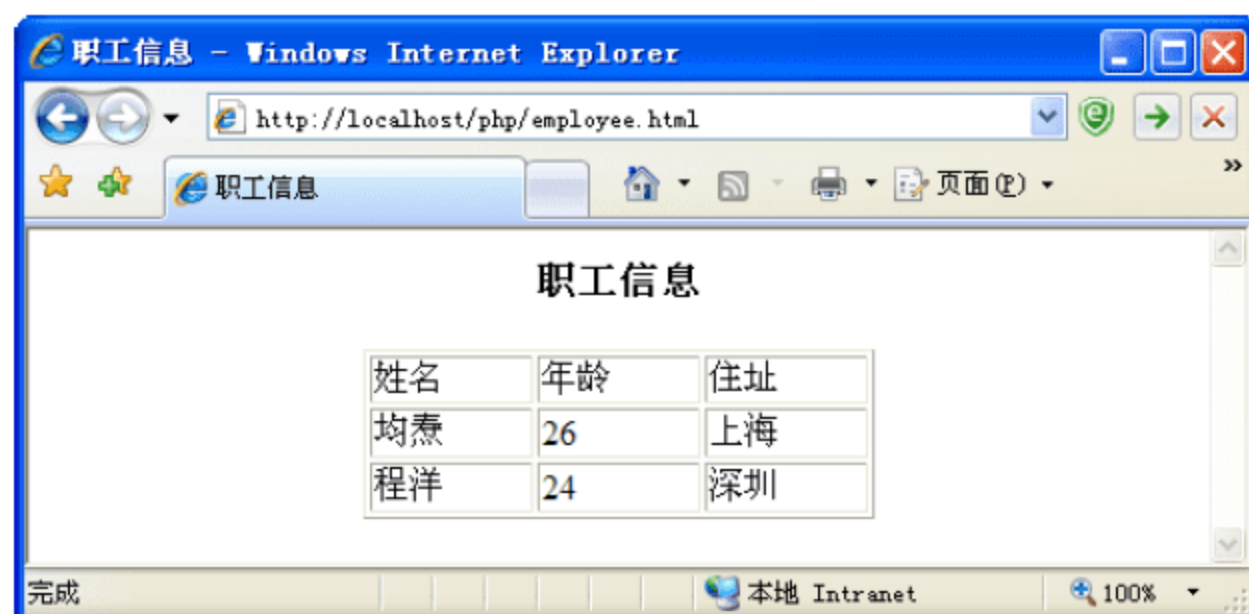 职工信息 - Windows Internet Explorer
http://localhost/php/employee.html
职工信息
页面(P)
职工信息
姓名 年龄 住址
均焘 26 上海
程洋 24 深圳
完成 本地 Intranet 100%